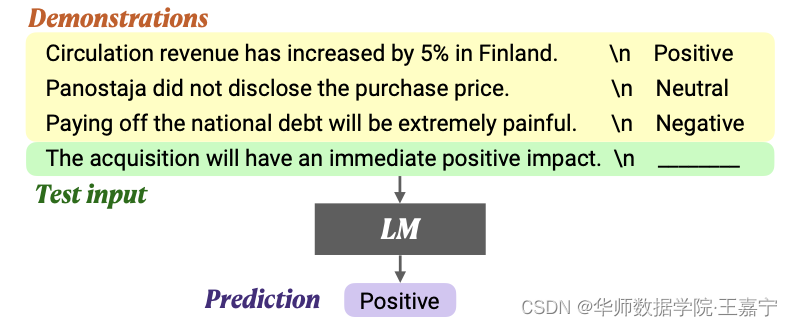 Demonstrations
Circulation revenue has increased by 5% in Finland. \n Positive
Panostaja did not disclose the purchase price. \n Neutral
Paying off the national debt will be extremely painful. \n Negative
The acquisition will have an immediate positive impact. \n ________
Test input
LM
Prediction Positive
CSDN @华师数据学院·王嘉宁